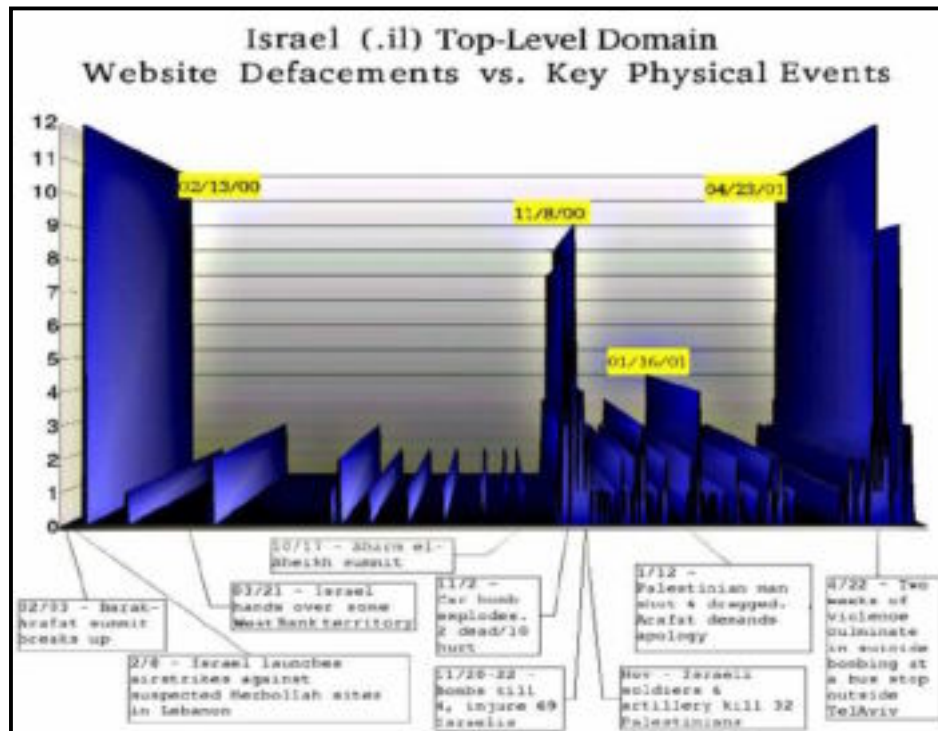 Israel (.il) Top-Level Domain
Website Defacements vs. Key Physical Events
12
11
10
9
8
7
6
5
4
3
2
1
0
02/13/00
11/8/00
04/23/01
01/16/01
02/03 - Barak-
Arafat summit
breaks up
2/8 - Israel launches
airstrikes against
suspected Hezbollah sites
in Lebanon
03/21 - Israel
hands over some
West Bank territory
10/17 - Sharm el-
Sheikh summit
11/2 -
Car bomb
explodes.
2 dead/10
hurt
11/20-22 -
Bombs kill
4, injure 69
Israelis
Nov - Israeli
soldiers &
artillery kill 32
Palestinians
1/12 -
Palestinian man
shot & dragged.
Arafat demands
apology
4/22 - Two
weeks of
violence
culminate
in suicide
bombing at
a bus stop
outside
TelAviv